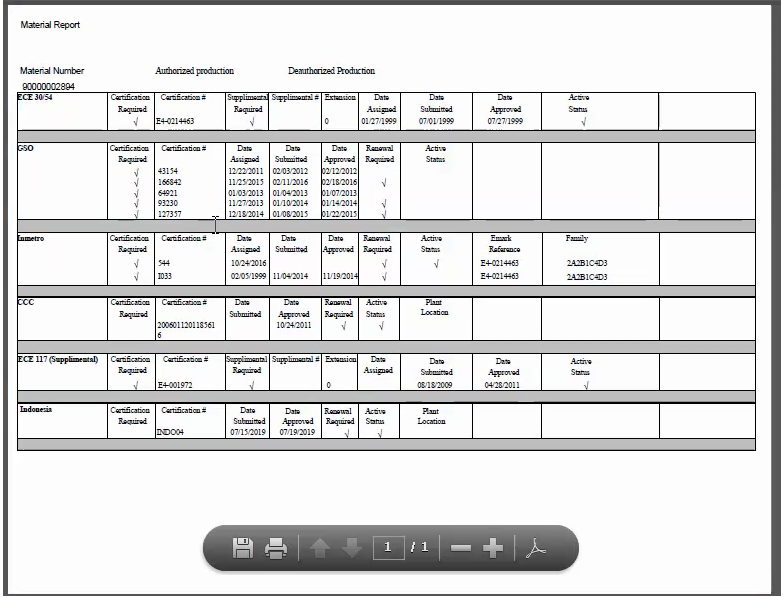 Material Report
Material Number Authorized production Deauthorized Production
90000002894
ECE 30/54 Certification Required Certification # Supplimental Required Supplimental # Extension Date Assigned Date Submitted Date Approved Active Status
√ E4-0214463 √ 0 01/27/1999 07/01/1999 07/27/1999 √
GSO Certification Required Certification # Date Assigned Date Submitted Date Approved Renewal Required Active Status
√ 43154 12/22/2011 02/03/2012 02/12/2012
√ 166842 11/25/2015 02/11/2016 02/18/2016 √
√ 64921 01/03/2013 01/04/2013 01/07/2013
√ 93230 11/27/2013 01/10/2014 01/14/2014 √
√ 127357 12/18/2014 01/08/2015 01/22/2015 √
Inmetro Certification Required Certification # Date Assigned Date Submitted Date Approved Renewal Required Active Status Emark Reference Family
√ 544 10/24/2016 √ √ E4-0214463 2A2B1C4D3
√ I033 02/05/1999 11/04/2014 11/19/2014 √ E4-0214463 2A2B1C4D3
CCC Certification Required Certification # Date Submitted Date Approved Renewal Required Active Status Plant Location
200601120118561 10/24/2011 √ √
6
ECE 117 (Supplimental) Certification Required Certification # Supplimental Required Supplimental # Extension Date Assigned Date Submitted Date Approved Active Status
√ E4-001972 √ 0 08/18/2009 04/28/2011 √
Indonesia Certification Required Certification # Date Submitted Date Approved Renewal Required Active Status Plant Location
INDO04 07/15/2019 07/19/2019 √ √
1 / 1